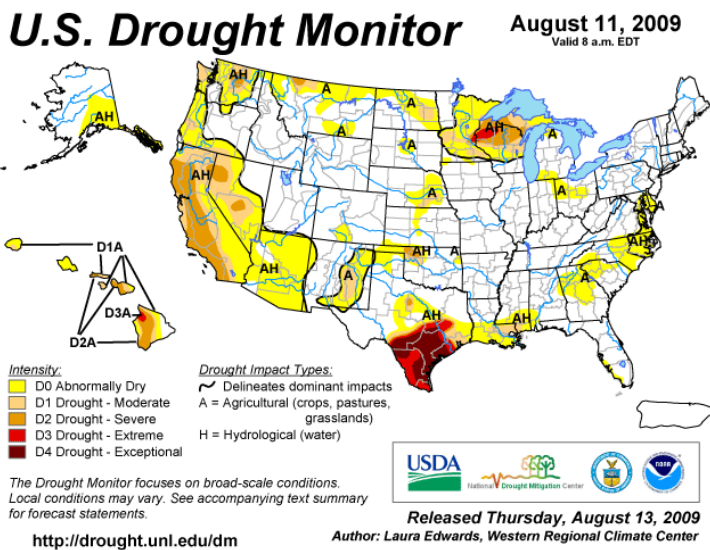 U.S. Drought Monitor
August 11, 2009
Valid 8 a.m. EDT
AH
A
A
A
A
AH
A
AH
AH
A
A
A
AH
AH
A
AH
A
A
AH
AH
D1A
D3A
D2A
Intensity:
D0 Abnormally Dry
D1 Drought - Moderate
D2 Drought - Severe
D3 Drought - Extreme
D4 Drought - Exceptional
Drought Impact Types:
Delineates dominant impacts
A = Agricultural (crops, pastures,
grasslands)
H = Hydrological (water)
The Drought Monitor focuses on broad-scale conditions.
Local conditions may vary. See accompanying text summary
for forecast statements.
http://drought.unl.edu/dm
USDA
National Drought Mitigation Center
NOAA
Released Thursday, August 13, 2009
Author: Laura Edwards, Western Regional Climate Center